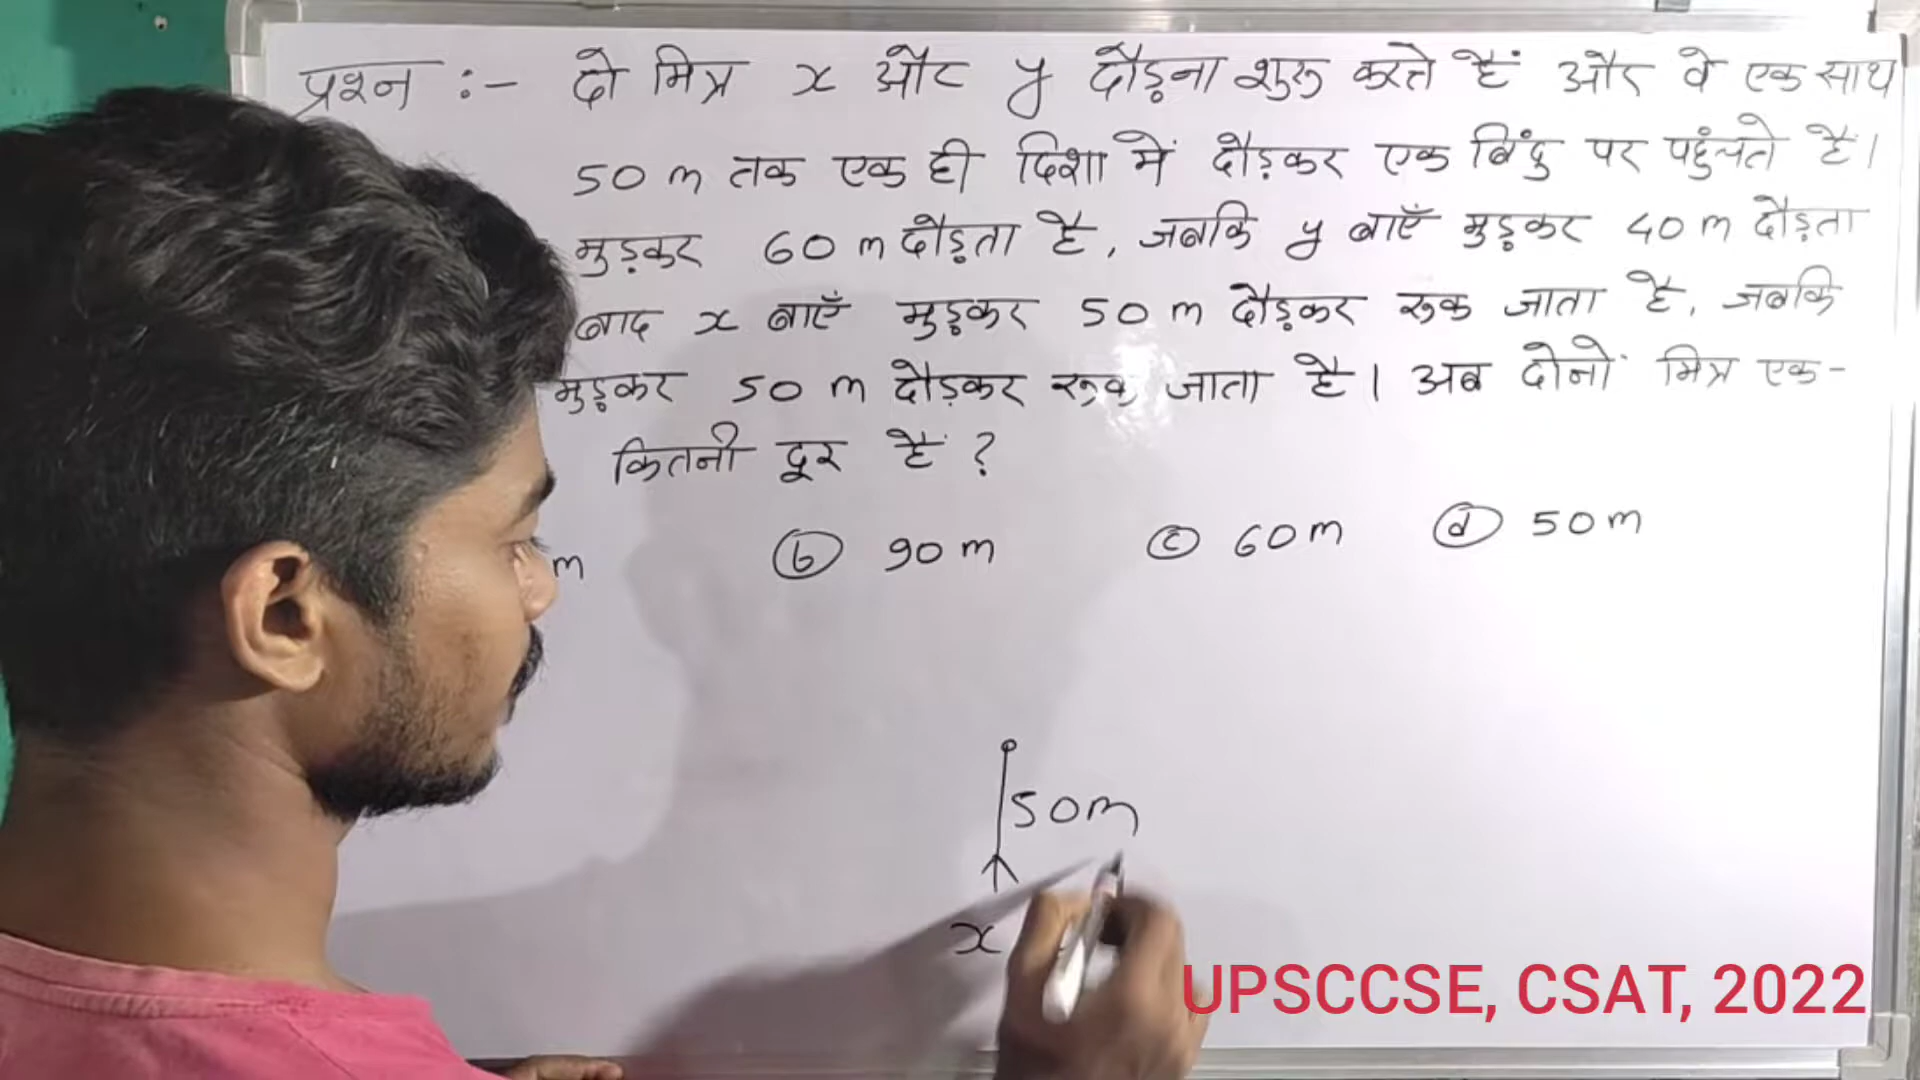 प्रश्न :- दो मित्र x और y दौड़ना शुरू करते हैं और वे एक साथ
50 m तक एक ही दिशा में दौड़कर एक बिंदु पर पहुंचते है।
मुड़कर 60 m दौड़ता है, जबकि y बाएँ मुड़कर 40 m दौड़ता
बाद x बाएँ मुड़कर 50 m दौड़कर रुक जाता है, जबकि
मुड़कर 50 m दौड़कर रुक जाता है। अब दोनों मित्र एक-
कितनी दूर है ?
m (b) 90 m (c) 60 m (d) 50 m
50m
x
UPSCCSE, CSAT, 2022